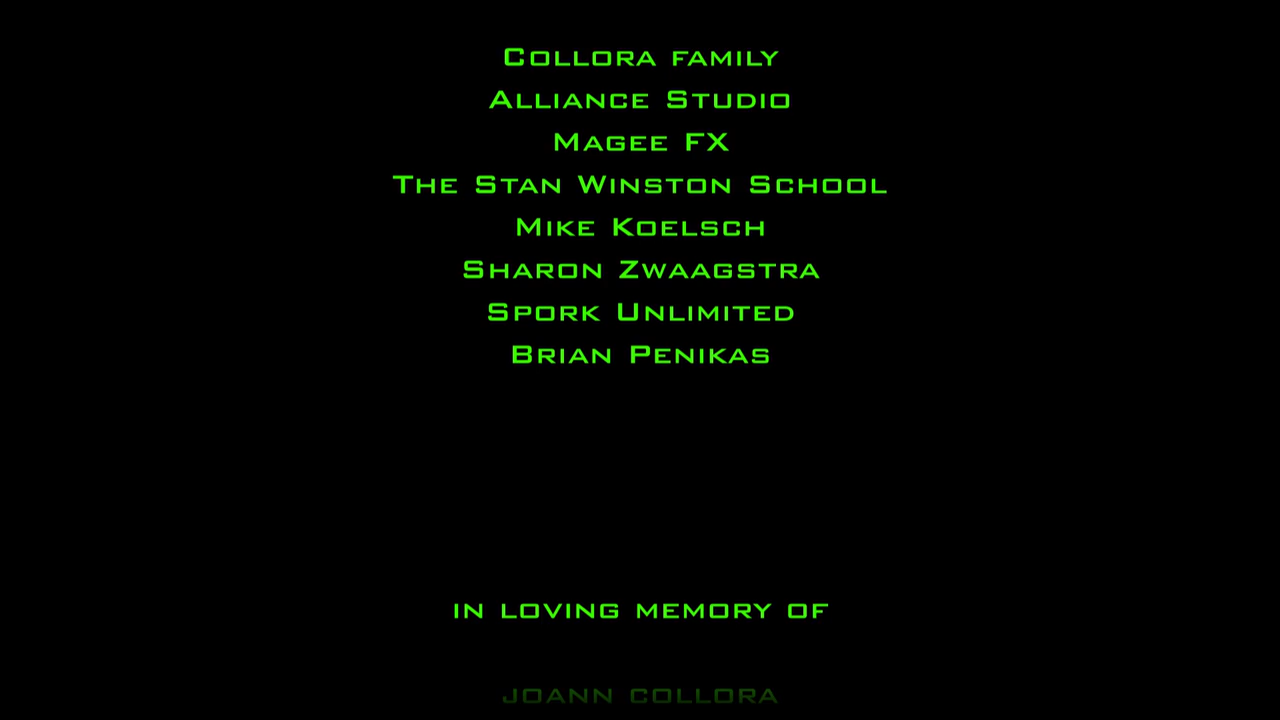 Collora family
Alliance Studio
Magee FX
The Stan Winston School
Mike Koelsch
Sharon Zwaagstra
Spork Unlimited
Brian Penikas
in loving memory of
Joann Collora